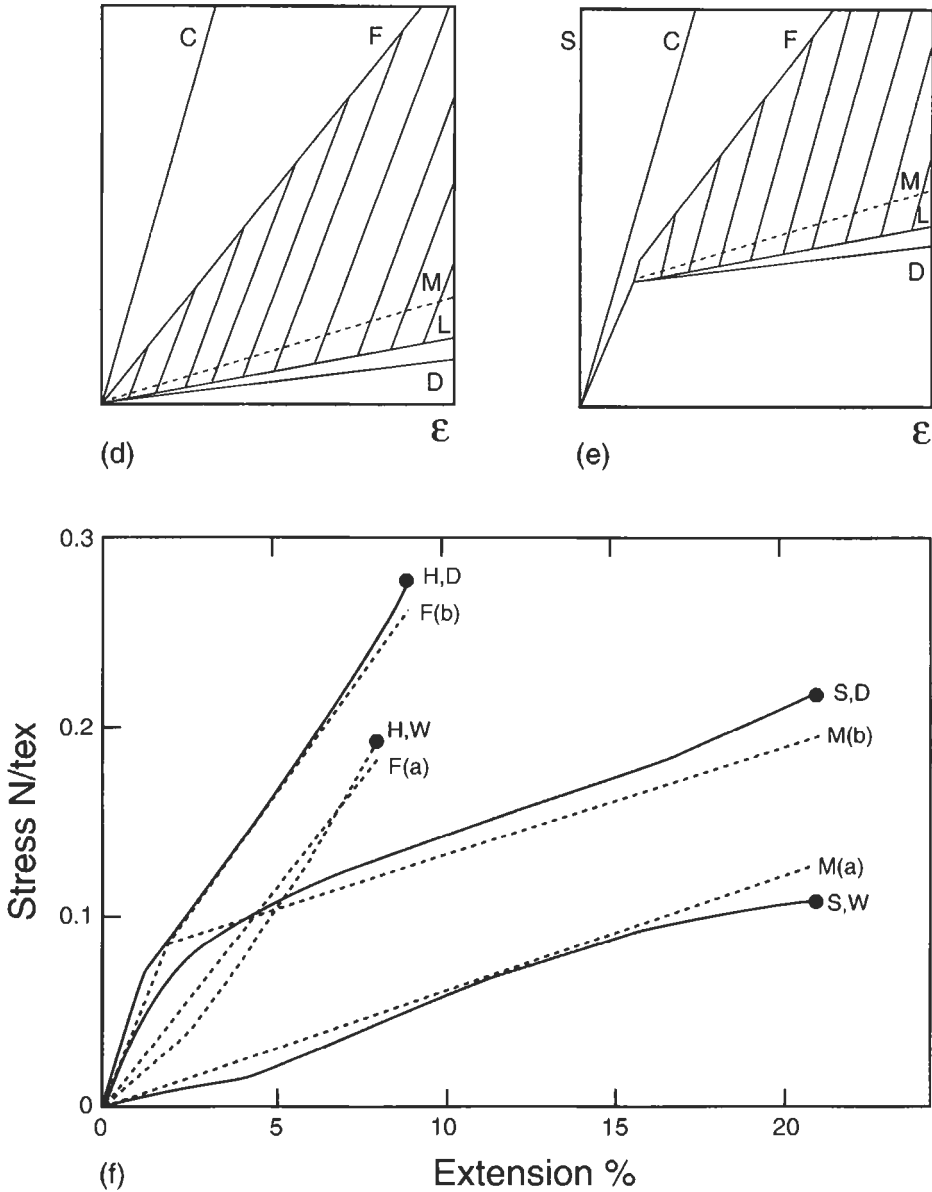 C F
M
L
D
ε
(d)
S C F
M
L
D
ε
(e)
0.3
0.2
0.1
0
Stress N/tex
H,D
F(b)
H,W
F(a)
S,D
M(b)
M(a)
S,W
0 5 10 15 20
Extension %
(f)